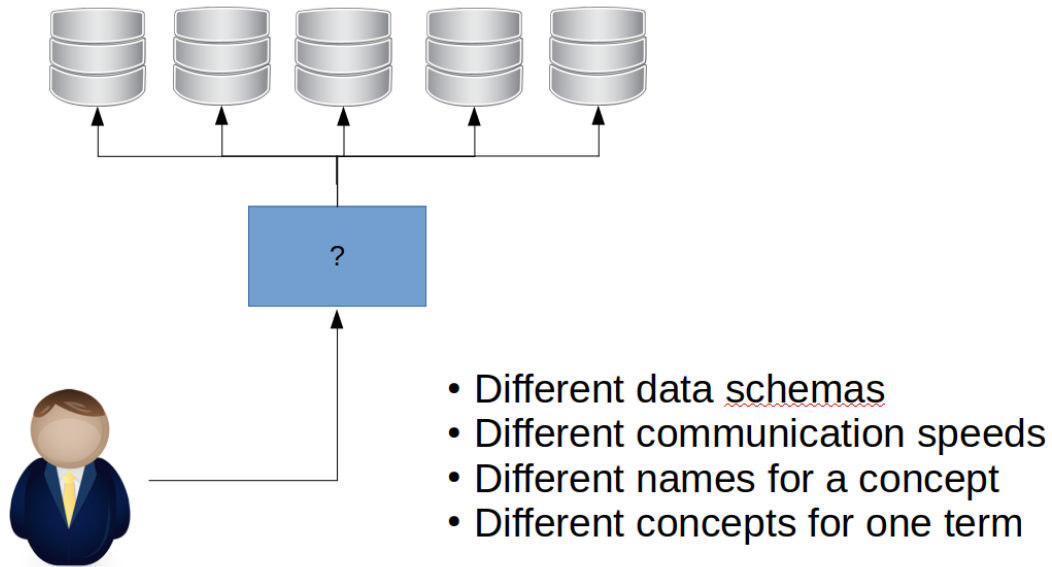 ?
• Different data schemas
• Different communication speeds
• Different names for a concept
• Different concepts for one term